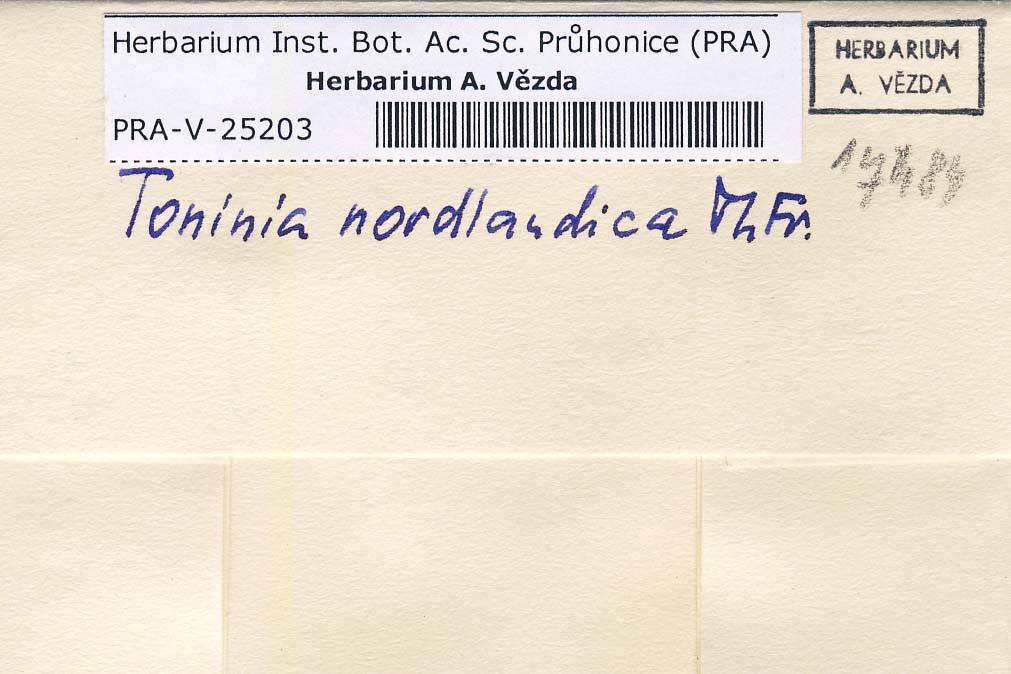 Herbarium Inst. Bot. Ac. Sc. Průhonice (PRA)
Herbarium A. Vězda
PRA-V-25203
HERBARIUM
A. VĚZDA
Toninia nordlandica Th Fr.